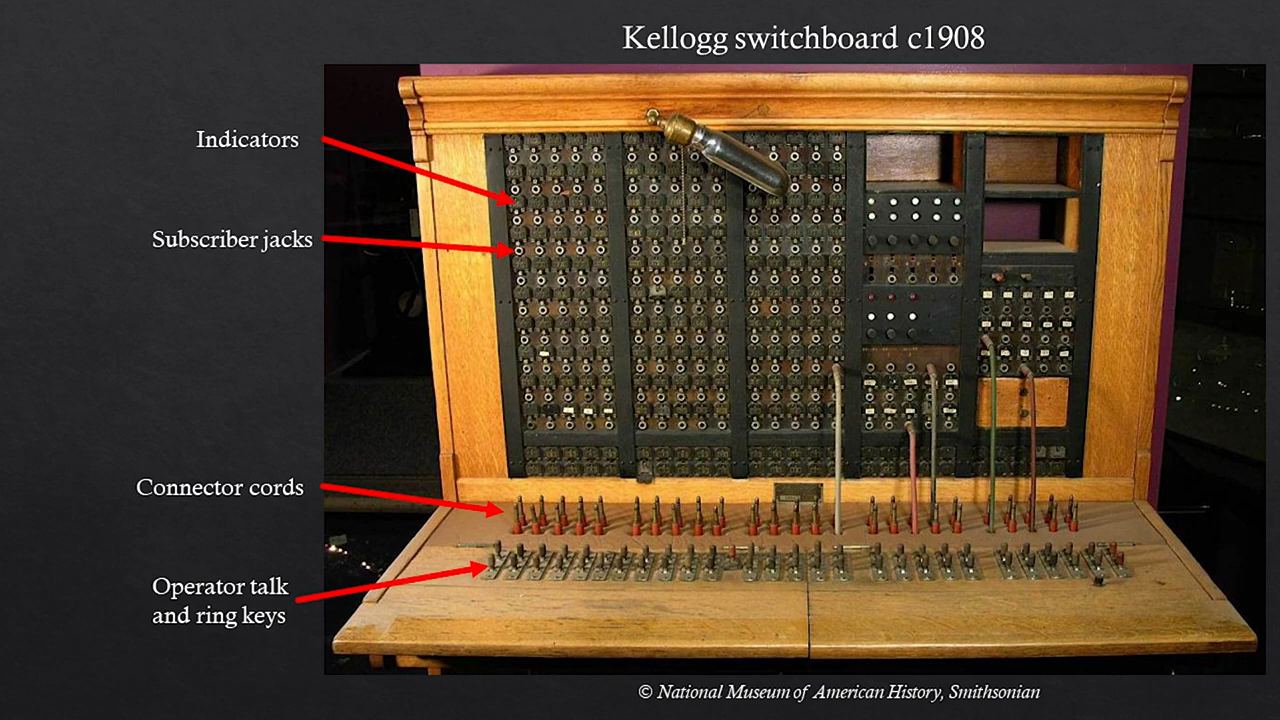 Kellogg switchboard c1908
Indicators
Subscriber jacks
Connector cords
Operator talk
and ring keys
© National Museum of American History, Smithsonian